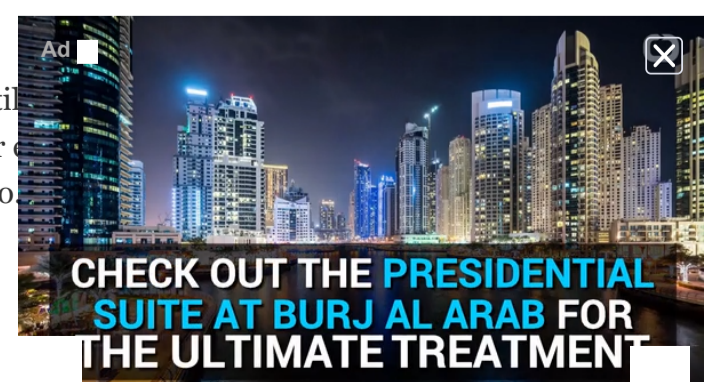 Ad
CHECK OUT THE PRESIDENTIAL
SUITE AT BURJ AL ARAB FOR
THE ULTIMATE TREATMENT